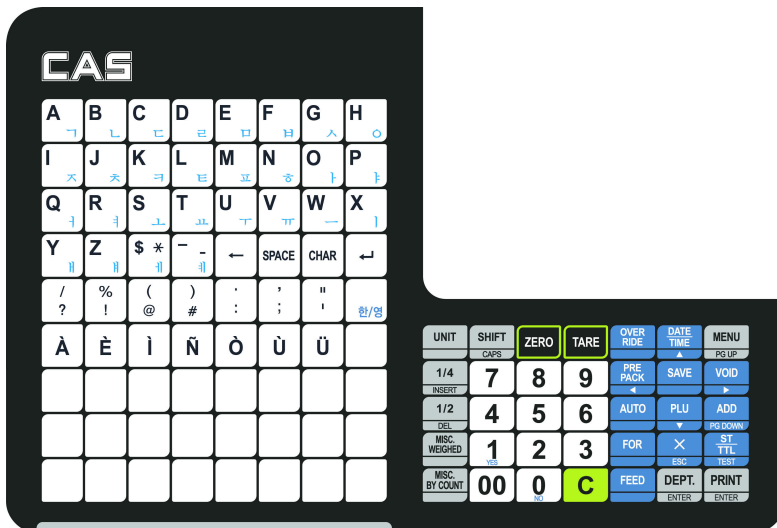 CAS
A ㄱ B ㄴ C ㄷ D ㄹ E ㅁ F ㅂ G ㅅ H ㅇ
I ㅈ J ㅊ K ㅋ L ㅌ M ㅍ N ㅎ O ㅏ P ㅑ
Q ㅓ R ㅕ S ㅗ T ㅛ U ㅜ V ㅠ W ㅡ X ㅣ
Y ㅐ Z ㅒ $ * ㅔ – - ㅖ ← SPACE CHAR ↵
/ ? % ! ( @ ) # . : , ; " ' 한/영
À È Ì Ñ Ò Ù Ü
UNIT SHIFT CAPS ZERO TARE OVER RIDE DATE TIME ▲ MENU PG UP
1/4 INSERT 7 8 9 PRE PACK ◀ SAVE VOID ▶
1/2 DEL 4 5 6 AUTO PLU ▼ ADD PG DOWN
MISC. WEIGHED 1 YES 2 3 FOR × ESC ST TTL TEST
MISC. BY COUNT 00 0 NO C FEED DEPT. ENTER PRINT ENTER